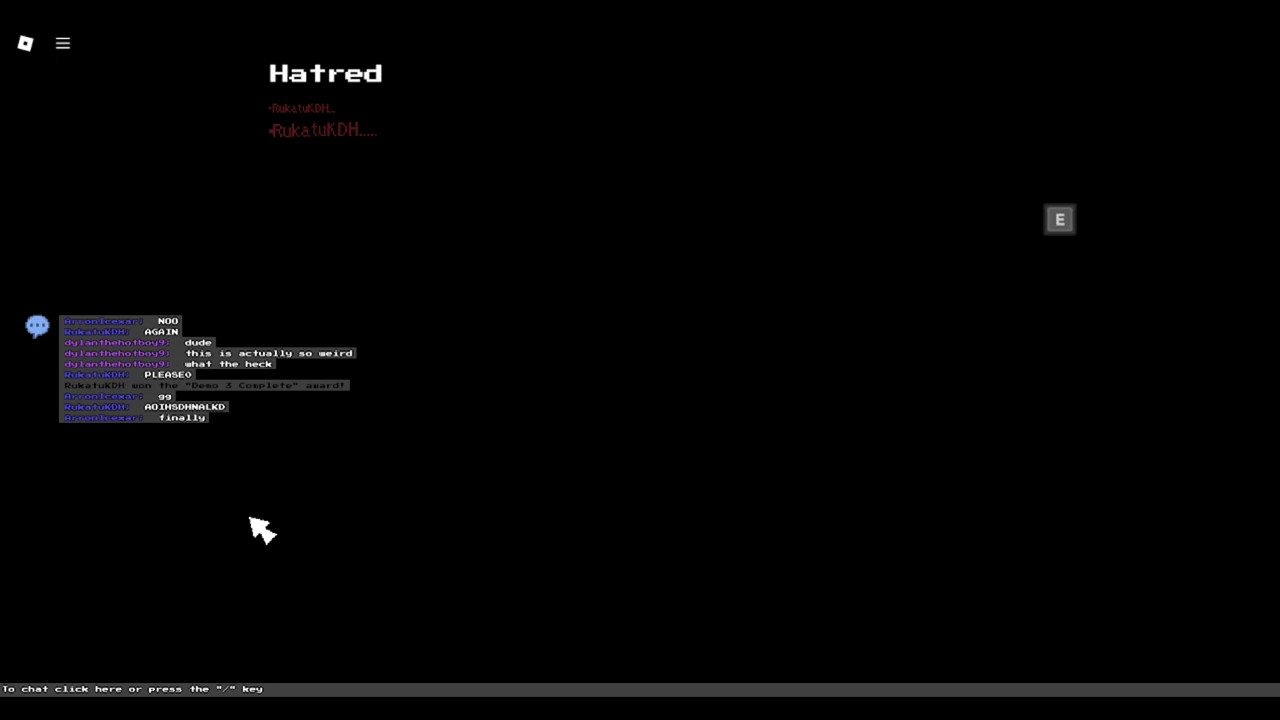 Hatred
•RukatuKDH...
•RukatuKDH.....
E
ArronIcewar: NOO
RukatuKDH: AGAIN
dylanthehotboy9: dude
dylanthehotboy9: this is actually so weird
dylanthehotboy9: what the heck
RukatuKDH: PLEASEO
RukatuKDH won the "Demo 3 Complete" award!
gg
RukatuKDH: AOIHSDHNALKD
finally
To chat click here or press the "/" key